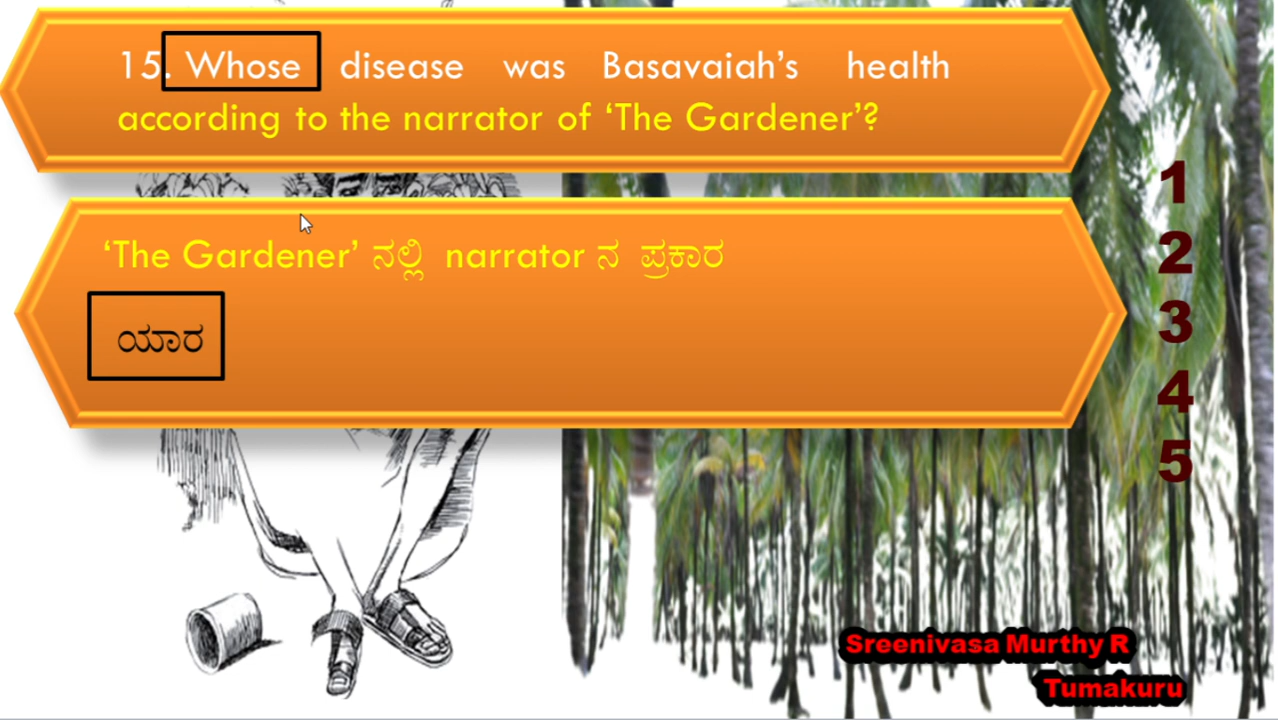 15. Whose disease was Basavaiah's health
according to the narrator of 'The Gardener'?
'The Gardener' ನಲ್ಲಿ narrator ನ ಪ್ರಕಾರ
ಯಾರ
1
2
3
4
5
Sreenivasa Murthy R
Tumakuru